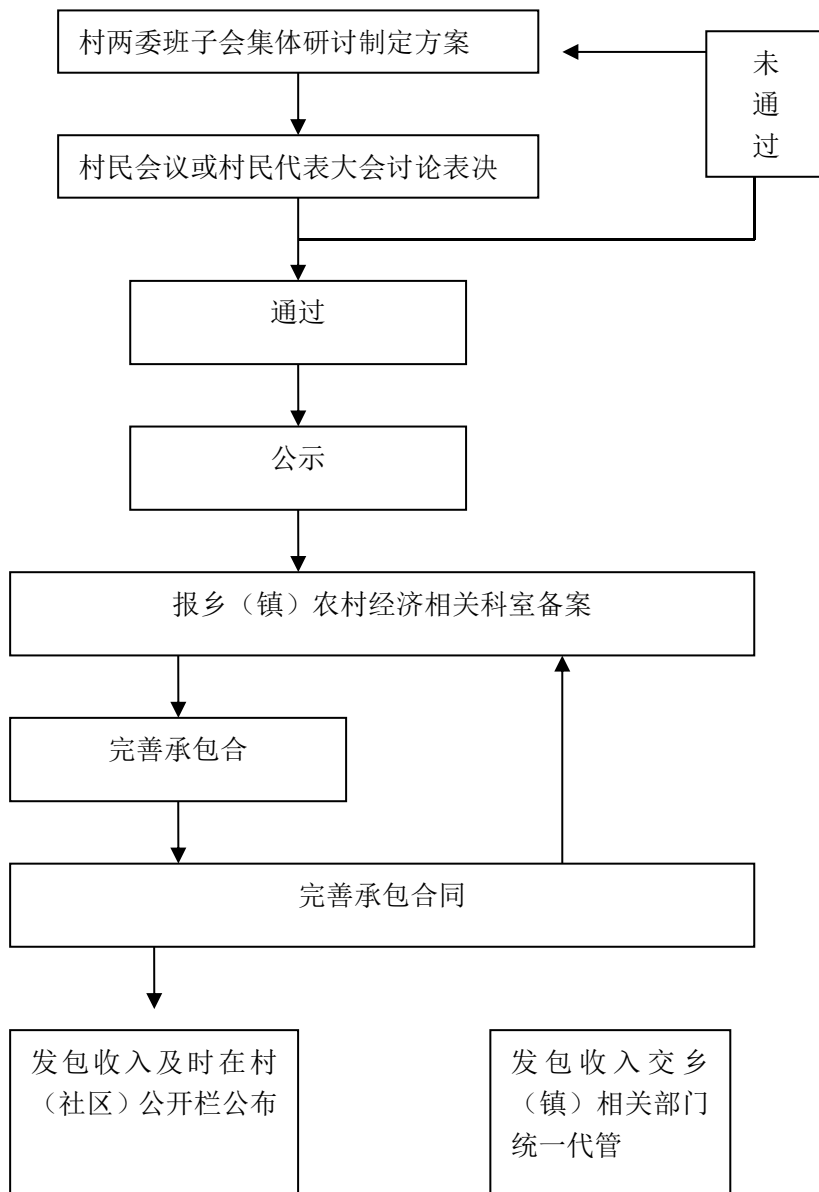 村两委班子会集体研讨制定方案
未
通
过
村民会议或村民代表大会讨论表决
通过
公示
报乡（镇）农村经济相关科室备案
完善承包合
完善承包合同
发包收入及时在村
（社区）公开栏公布
发包收入交乡
（镇）相关部门
统一代管